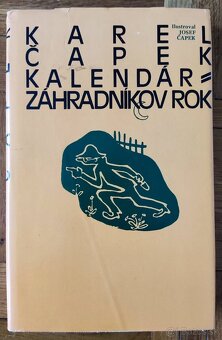 KAREL
Ilustroval
JOSEF
ČAPEK
ČAPEK
KALENDÁR=
ZÁHRADNÍKOV ROK